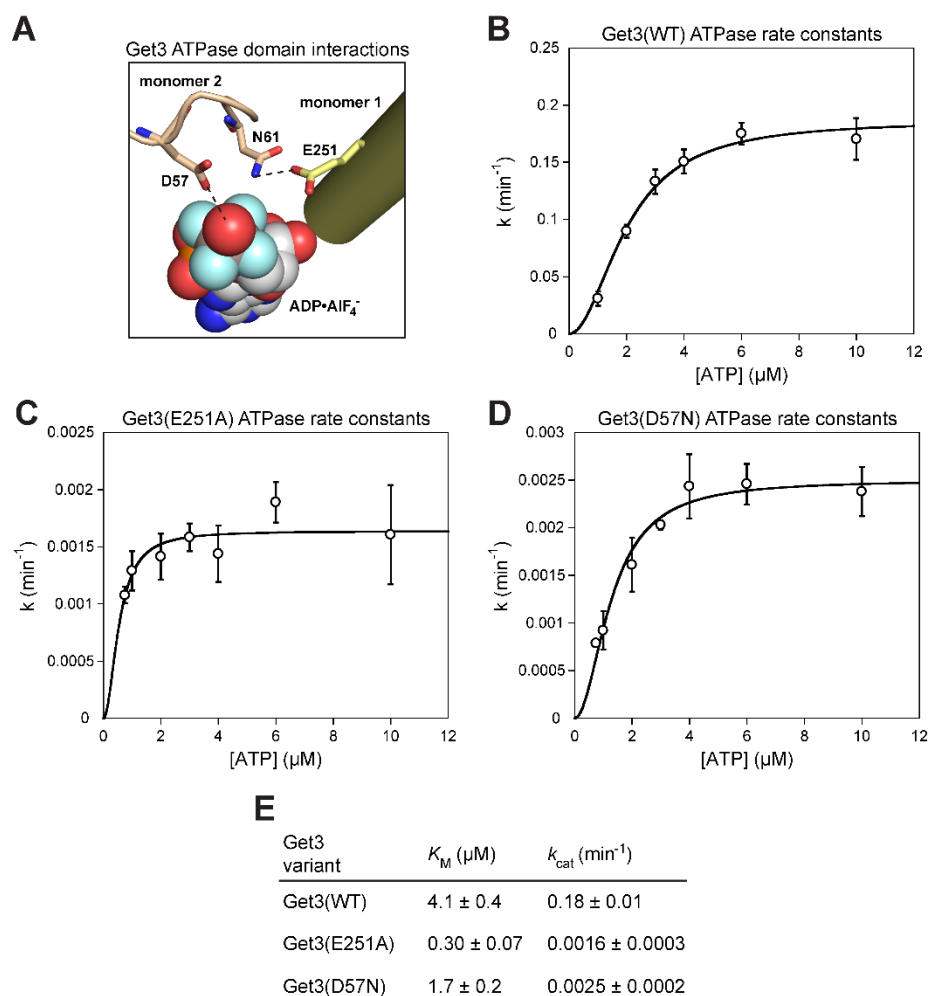 A
Get3 ATPase domain interactions
monomer 2
monomer 1
N61
E251
D57
ADP•AlF₄⁻
B
Get3(WT) ATPase rate constants
k (min⁻¹)
0.25
0.2
0.15
0.1
0.05
0
0 2 4 6 8 10 12
[ATP] (µM)
C
Get3(E251A) ATPase rate constants
k (min⁻¹)
0.0025
0.002
0.0015
0.001
0.0005
0
0 2 4 6 8 10 12
[ATP] (µM)
D
Get3(D57N) ATPase rate constants
k (min⁻¹)
0.003
0.0025
0.002
0.0015
0.001
0.0005
0
0 2 4 6 8 10 12
[ATP] (µM)
E
Get3
variant K_M (µM) k_cat (min⁻¹)
Get3(WT) 4.1 ± 0.4 0.18 ± 0.01
Get3(E251A) 0.30 ± 0.07 0.0016 ± 0.0003
Get3(D57N) 1.7 ± 0.2 0.0025 ± 0.0002